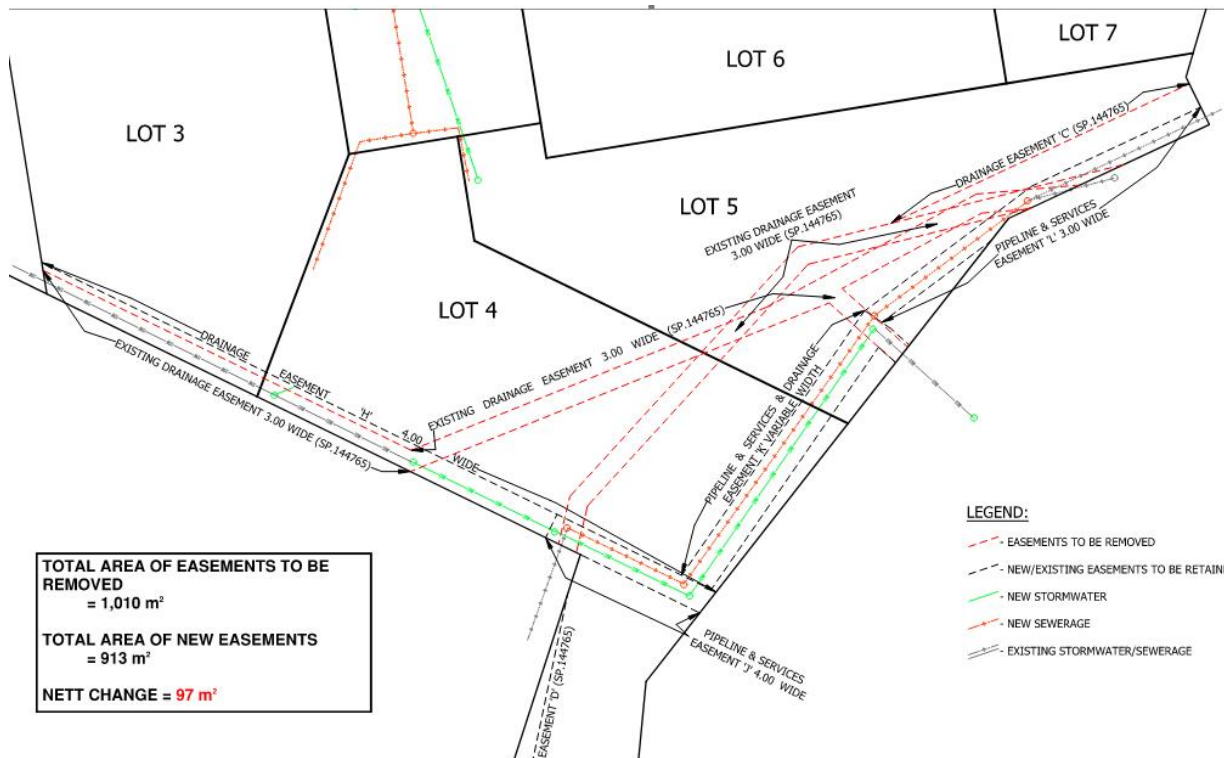 LOT 7
LOT 6
LOT 3
DRAINAGE EASEMENT 'C' (SP.144765)
LOT 5
EXISTING DRAINAGE EASEMENT
3.00 WIDE (SP.144765)
PIPELINE & SERVICES
EASEMENT 'L' 3.00 WIDE
LOT 4
DRAINAGE EASEMENT 'H' 4.00 WIDE
EXISTING DRAINAGE EASEMENT 3.00 WIDE (SP.144765)
EXISTING DRAINAGE EASEMENT 3.00 WIDE (SP.144765)
PIPELINE & SERVICES & DRAINAGE
EASEMENT 'K' VARIABLE WIDTH
PIPELINE & SERVICES
EASEMENT 'J' 4.00 WIDE
EASEMENT 'D' (SP.144765)
TOTAL AREA OF EASEMENTS TO BE
REMOVED
= 1,010 m²
TOTAL AREA OF NEW EASEMENTS
= 913 m²
NETT CHANGE = 97 m²
LEGEND:
EASEMENTS TO BE REMOVED
NEW/EXISTING EASEMENTS TO BE RETAINE
NEW STORMWATER
NEW SEWERAGE
EXISTING STORMWATER/SEWERAGE